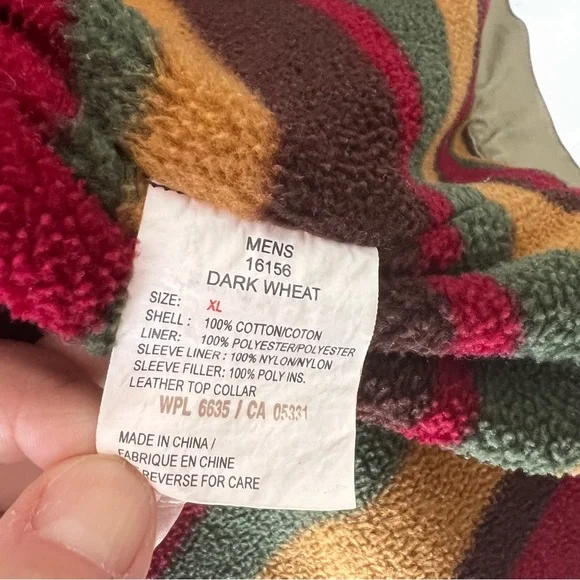 MENS
16156
DARK WHEAT
SIZE: XL
SHELL: 100% COTTON/COTON
LINER: 100% POLYESTER/POLYESTER
SLEEVE LINER: 100% NYLON/NYLON
SLEEVE FILLER: 100% POLY INS.
LEATHER TOP COLLAR
WPL 6635 / CA 05331
MADE IN CHINA/
FABRIQUE EN CHINE
REVERSE FOR CARE